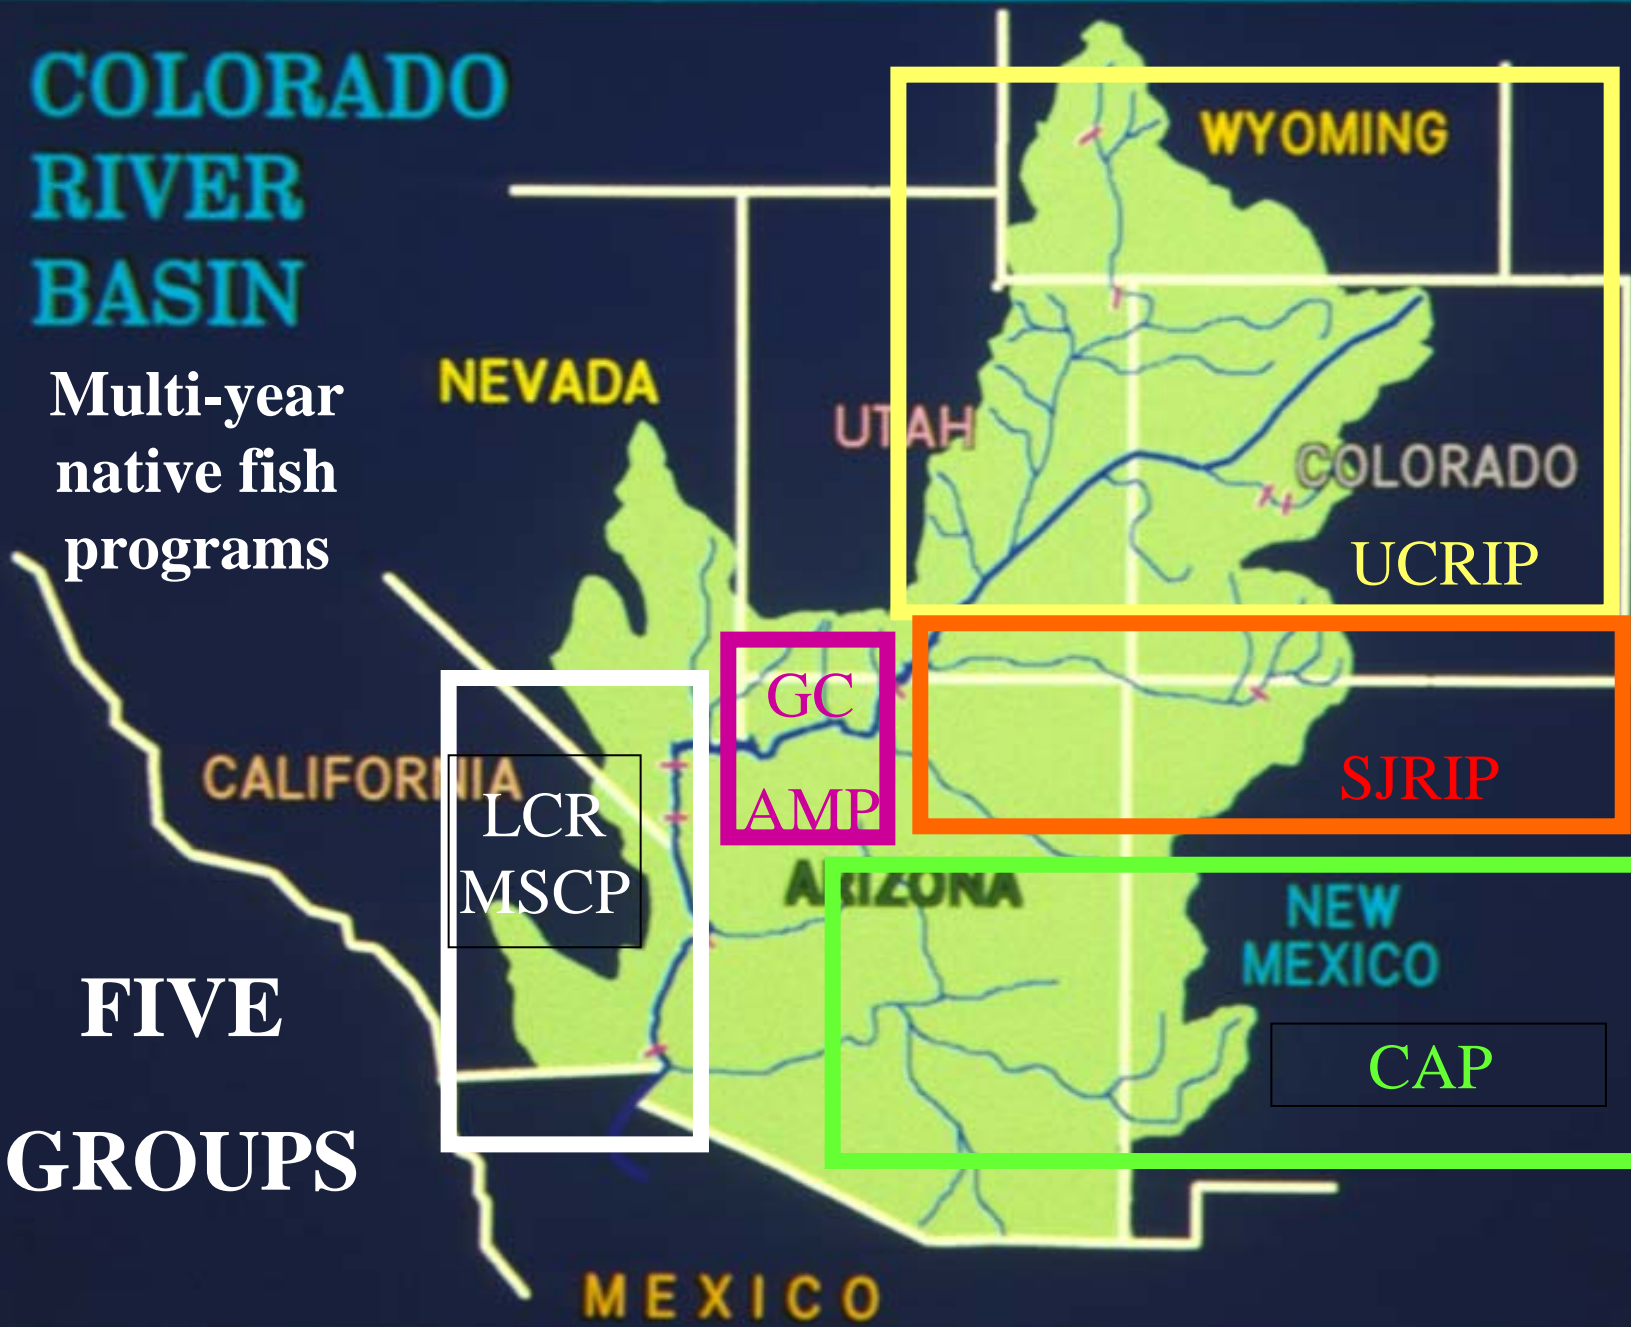 COLORADO
RIVER
BASIN
Multi-year
native fish
programs
WYOMING
NEVADA
UTAH
COLORADO
UCRIP
GC
AMP
SJRIP
CALIFORNIA
LCR
MSCP
ARIZONA
NEW
MEXICO
CAP
FIVE
GROUPS
MEXICO